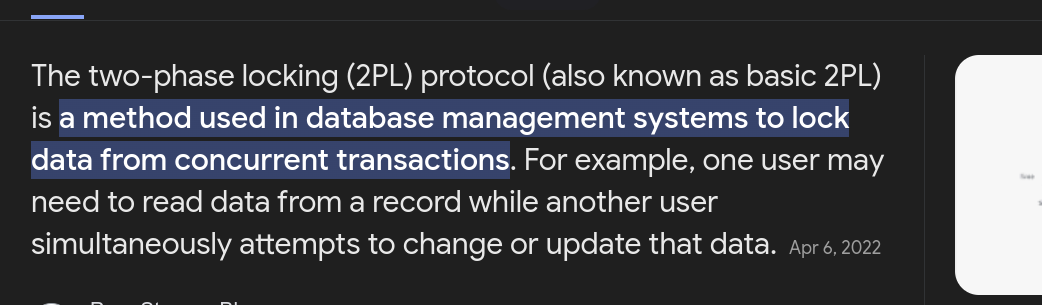 The two-phase locking (2PL) protocol (also known as basic 2PL)
is a method used in database management systems to lock
data from concurrent transactions. For example, one user may
need to read data from a record while another user
simultaneously attempts to change or update that data. Apr 6, 2022